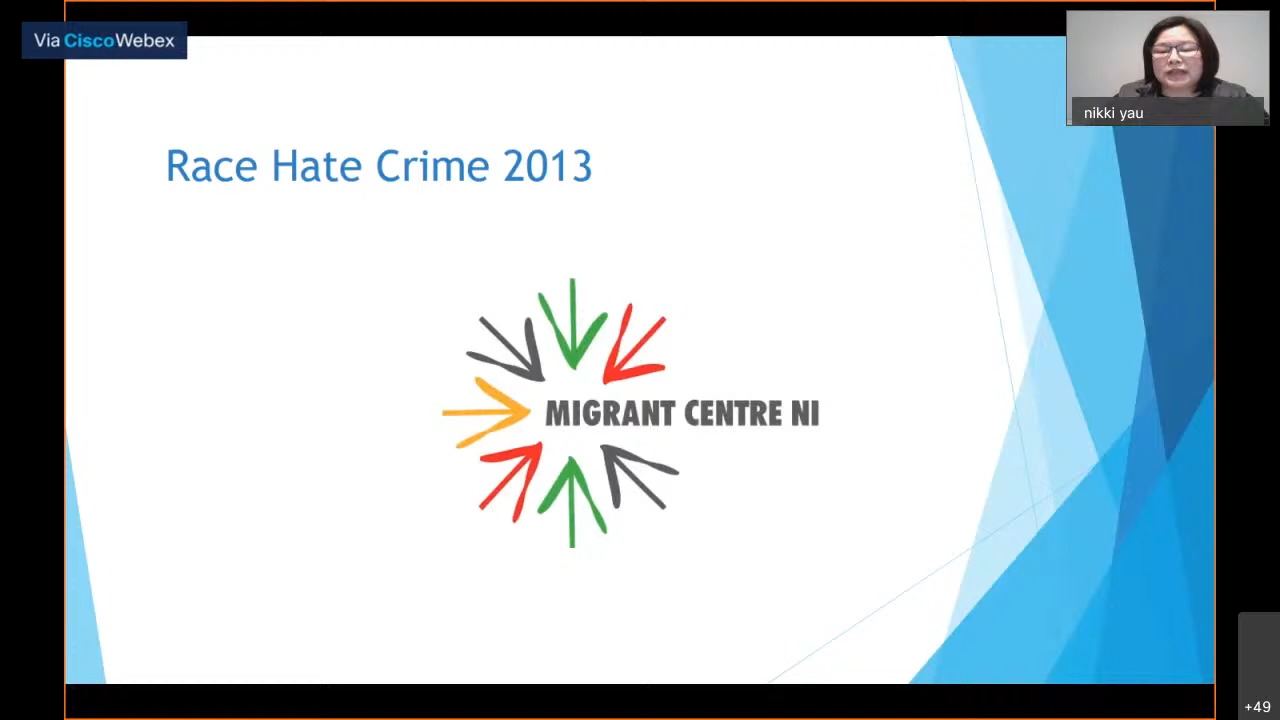 Via CiscoWebex
nikki yau
Race Hate Crime 2013
MIGRANT CENTRE NI
+49